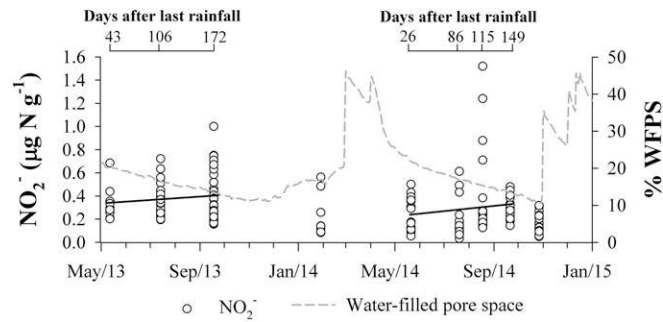 Days after last rainfall Days after last rainfall
43 106 172 26 86 115 149
1.6 50
1.4
1.2 40
1.0 30
0.8
0.6 20
0.4 10
0.2
0.0 0
NO₂⁻ (µg N g⁻¹)
% WFPS
May/13 Sep/13 Jan/14 May/14 Sep/14 Jan/15
NO₂⁻ Water-filled pore space